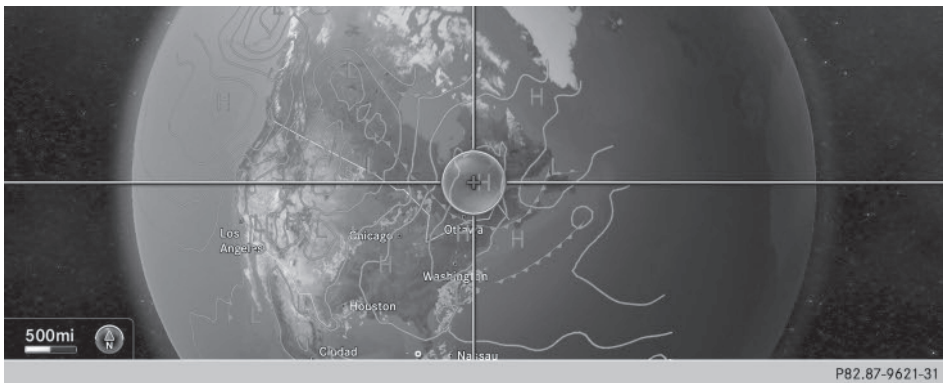 L
H
L
H
L
L
+H
L
Los
Angeles
Chicago
Ottawa
H
H
Washington
H
Houston
L
500mi
N
Ciudad
Nassau
P82.87-9621-31